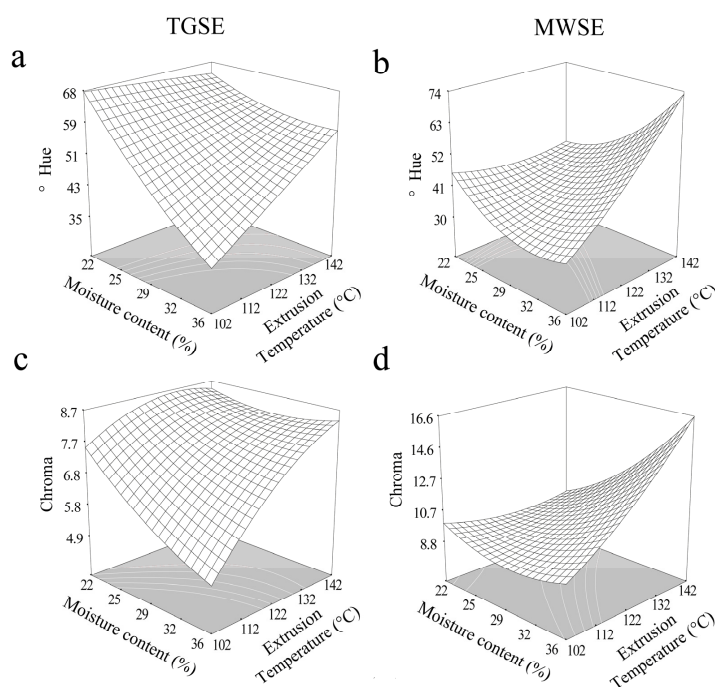 TGSE MWSE
a
68
59
51
43
35
° Hue
22
25
29
32
36
Moisture content (%)
102
112
122
132
142
Extrusion
Temperature (°C)
b
74
63
52
41
30
° Hue
22
25
29
32
36
Moisture content (%)
102
112
122
132
142
Extrusion
Temperature (°C)
c
8.7
7.7
6.8
5.8
4.9
Chroma
22
25
29
32
36
Moisture content (%)
102
112
122
132
142
Extrusion
Temperature (°C)
d
16.6
14.6
12.7
10.7
8.8
Chroma
22
25
29
32
36
Moisture content (%)
102
112
122
132
142
Extrusion
Temperature (°C)